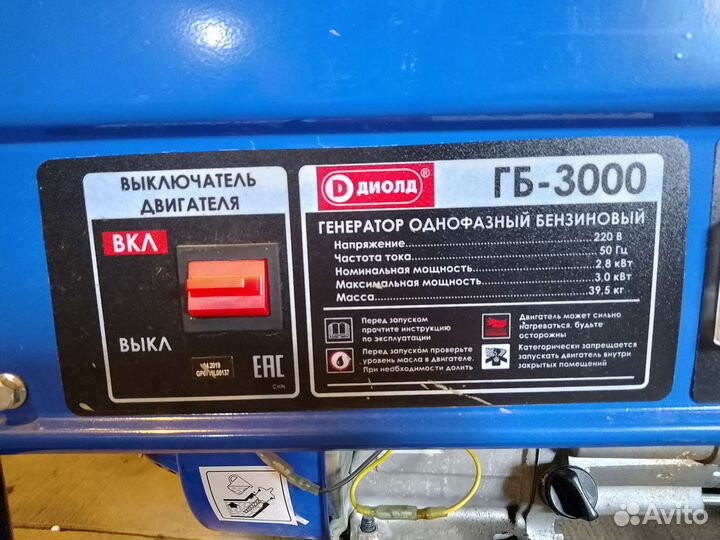 ВЫКЛЮЧАТЕЛЬ
ДВИГАТЕЛЯ
ВКЛ
ВЫКЛ
04.2019
ЕАС
CHN
D ДИОЛД®
ГБ-3000
ГЕНЕРАТОР ОДНОФАЗНЫЙ БЕНЗИНОВЫЙ
Напряжение 220 В
Частота тока 50 Гц
Номинальная мощность 2,8 кВт
Максимальная мощность 3,0 кВт
Масса 39,5 кг
Перед запуском
прочтите инструкцию
по эксплуатации
Перед запуском проверьте
уровень масла в двигателе.
При необходимости долить
Двигатель может сильно
нагреваться, будьте
осторожны
Категорически запрещается
запускать двигатель внутри
закрытых помещений
Avito